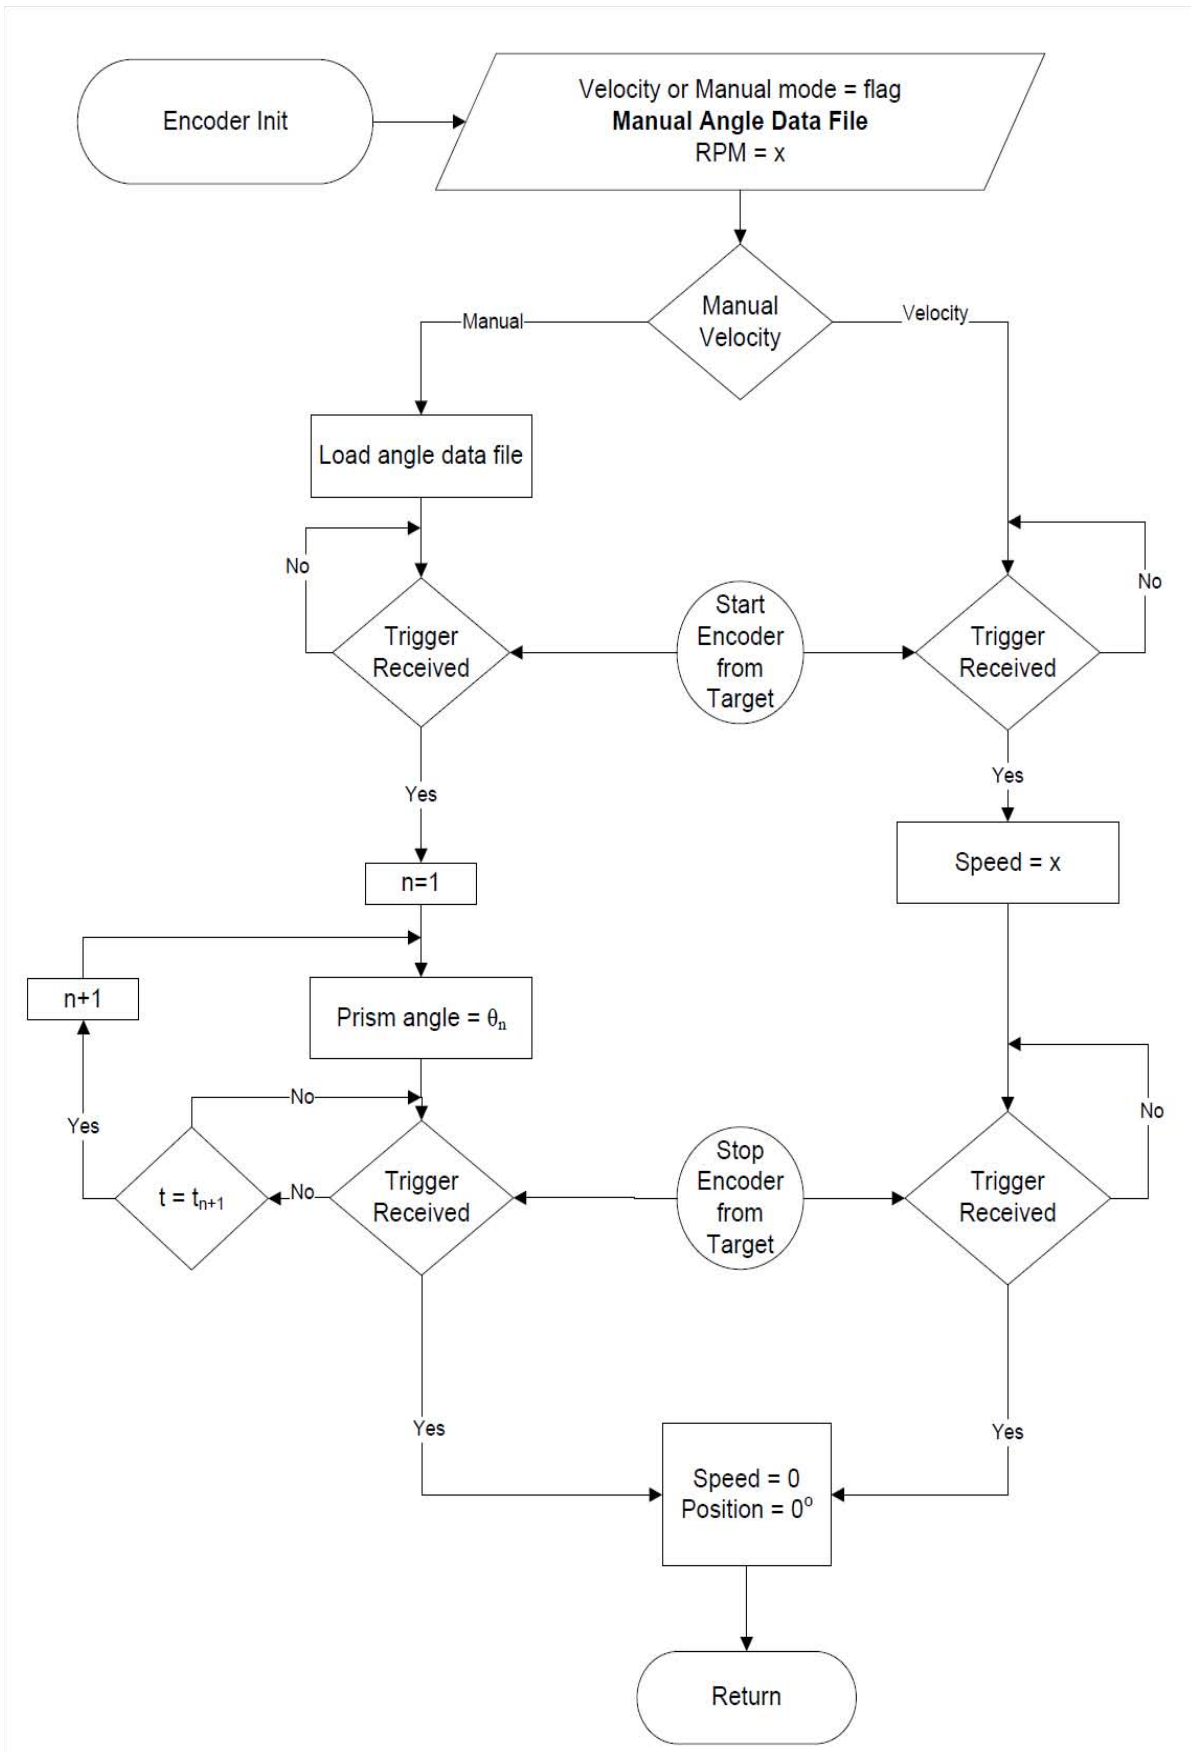 Encoder Init
Velocity or Manual mode = flag
Manual Angle Data File
RPM = x
Manual
Velocity
Manual
Velocity
Load angle data file
No
Trigger
Received
Start
Encoder
from
Target
Trigger
Received
No
Yes
Yes
n=1
Speed = x
n+1
Prism angle = θn
No
Yes
t = tn+1
No
Trigger
Received
Stop
Encoder
from
Target
Trigger
Received
No
Yes
Yes
Speed = 0
Position = 0°
Return